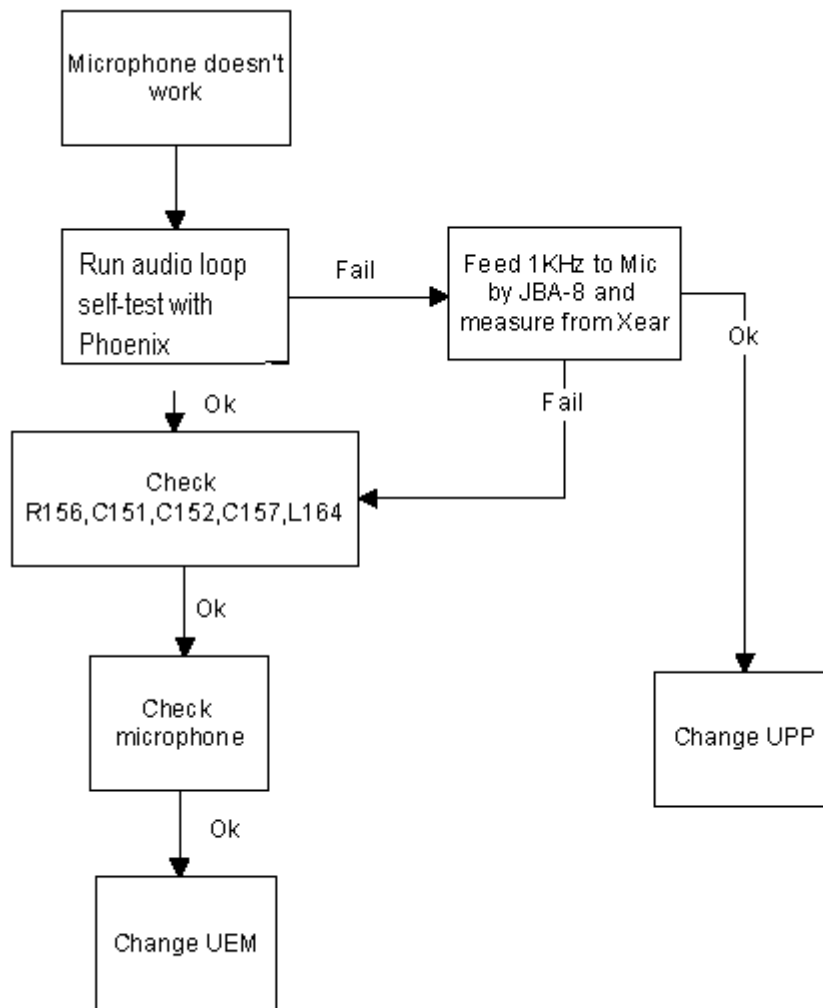 Microphone doesn't
work
Run audio loop
self-test with
Phoenix
Fail
Feed 1KHz to Mic
by JBA-8 and
measure from Xear
Ok
Fail
Ok
Check
R156,C151,C152,C157,L164
Ok
Check
microphone
Change UPP
Ok
Change UEM